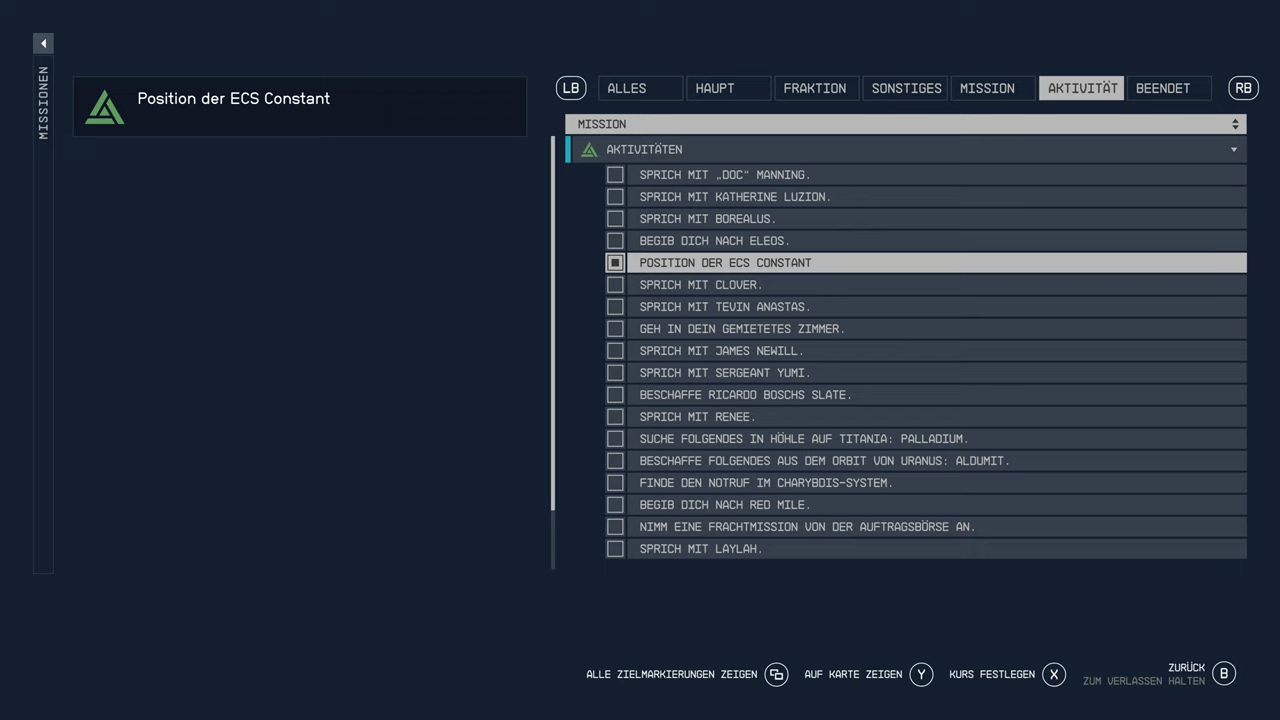 MISSIONEN
Position der ECS Constant
LB ALLES HAUPT FRAKTION SONSTIGES MISSION AKTIVITÄT BEENDET RB
MISSION
AKTIVITÄTEN
SPRICH MIT „DOC“ MANNING.
SPRICH MIT KATHERINE LUZION.
SPRICH MIT BOREALUS.
BEGIB DICH NACH ELEOS.
POSITION DER ECS CONSTANT
SPRICH MIT CLOVER.
SPRICH MIT TEVIN ANASTAS.
GEH IN DEIN GEMIETETES ZIMMER.
SPRICH MIT JAMES NEWILL.
SPRICH MIT SERGEANT YUMI.
BESCHAFFE RICARDO BOSCHS SLATE.
SPRICH MIT RENEE.
SUCHE FOLGENDES IN HÖHLE AUF TITANIA: PALLADIUM.
BESCHAFFE FOLGENDES AUS DEM ORBIT VON URANUS: ALDUMIT.
FINDE DEN NOTRUF IM CHARYBDIS-SYSTEM.
BEGIB DICH NACH RED MILE.
NIMM EINE FRACHTMISSION VON DER AUFTRAGSBÖRSE AN.
SPRICH MIT LAYLAH.
ALLE ZIELMARKIERUNGEN ZEIGEN AUF KARTE ZEIGEN Y KURS FESTLEGEN X ZURÜCK B
ZUM VERLASSEN HALTEN